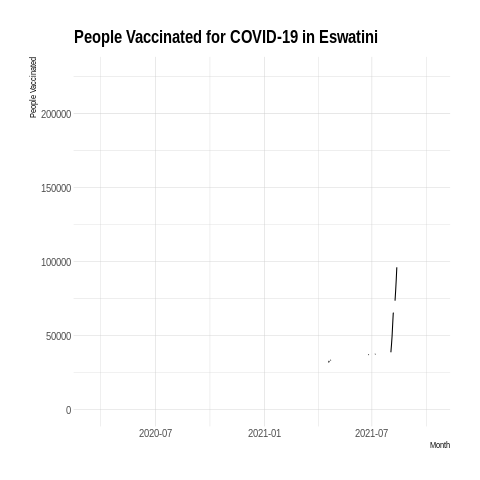 People Vaccinated for COVID-19 in Eswatini
People Vaccinated
200000
150000
100000
50000
0
2020-07
2021-01
2021-07
Month